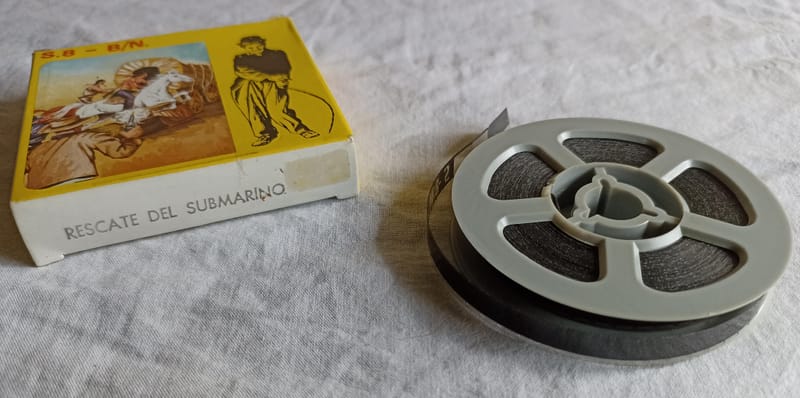 S.8 - B/N.
RESCATE DEL SUBMARINO